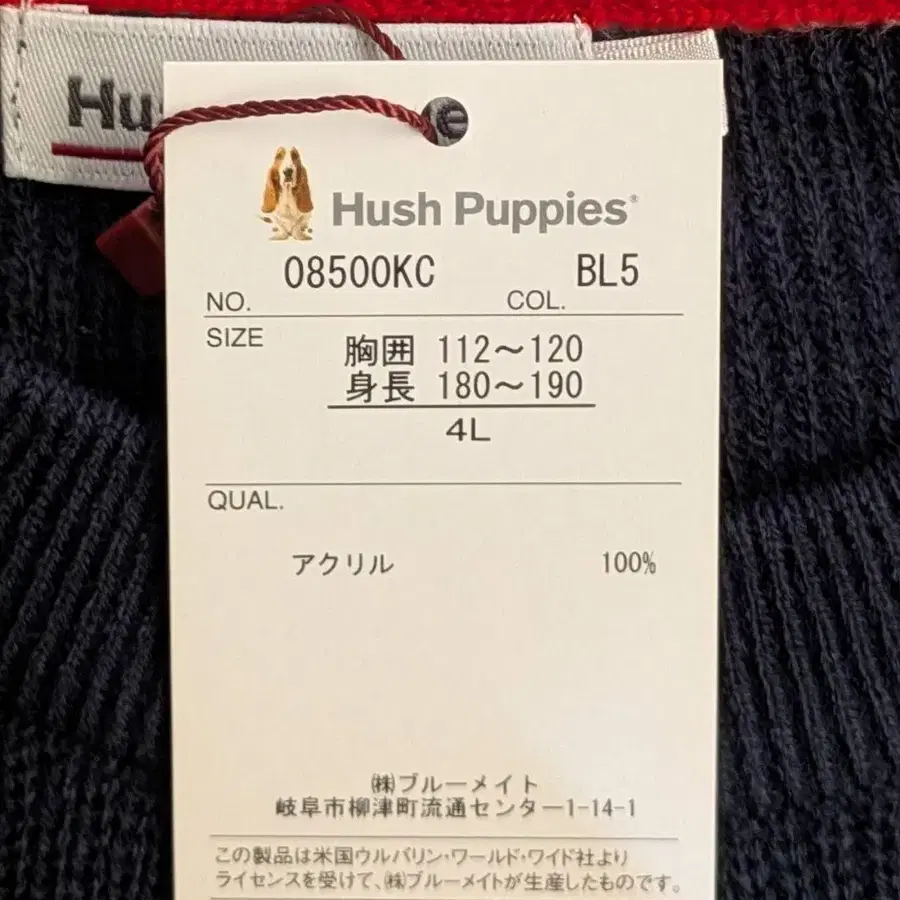 Hu
e
Hush Puppies®
08500KC BL5
NO. COL.
SIZE
胸囲 112～120
身長 180～190
4L
QUAL.
アクリル 100%
㈱ブルーメイト
岐阜市柳津町流通センター1-14-1
この製品は米国ウルバリン・ワールド・ワイド社より
ライセンスを受けて、㈱ブルーメイトが生産したものです。